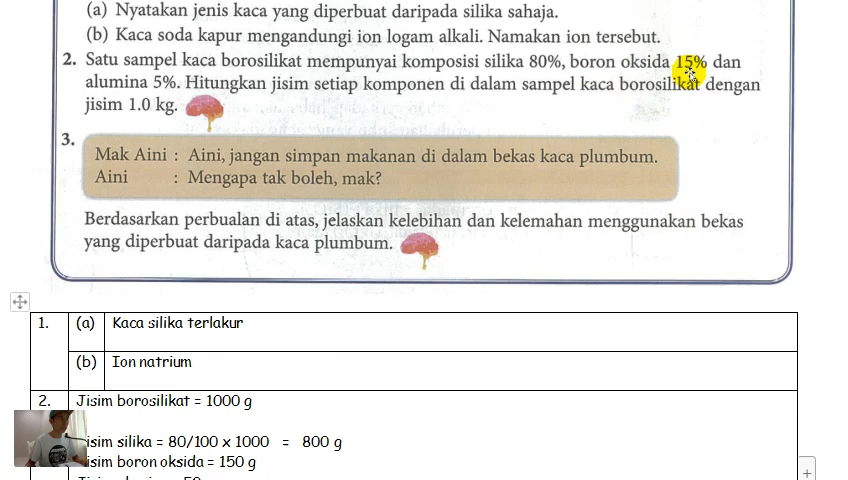 (a) Nyatakan jenis kaca yang diperbuat daripada silika sahaja.
(b) Kaca soda kapur mengandungi ion logam alkali. Namakan ion tersebut.
2. Satu sampel kaca borosilikat mempunyai komposisi silika 80%, boron oksida 15% dan
alumina 5%. Hitungkan jisim setiap komponen di dalam sampel kaca borosilikat dengan
jisim 1.0 kg.
3.
Mak Aini : Aini, jangan simpan makanan di dalam bekas kaca plumbum.
Aini : Mengapa tak boleh, mak?
Berdasarkan perbualan di atas, jelaskan kelebihan dan kelemahan menggunakan bekas
yang diperbuat daripada kaca plumbum.
1. (a) Kaca silika terlakur
(b) Ion natrium
2. Jisim borosilikat = 1000 g
isim silika = 80/100 x 1000 = 800 g
isim boron oksida = 150 g